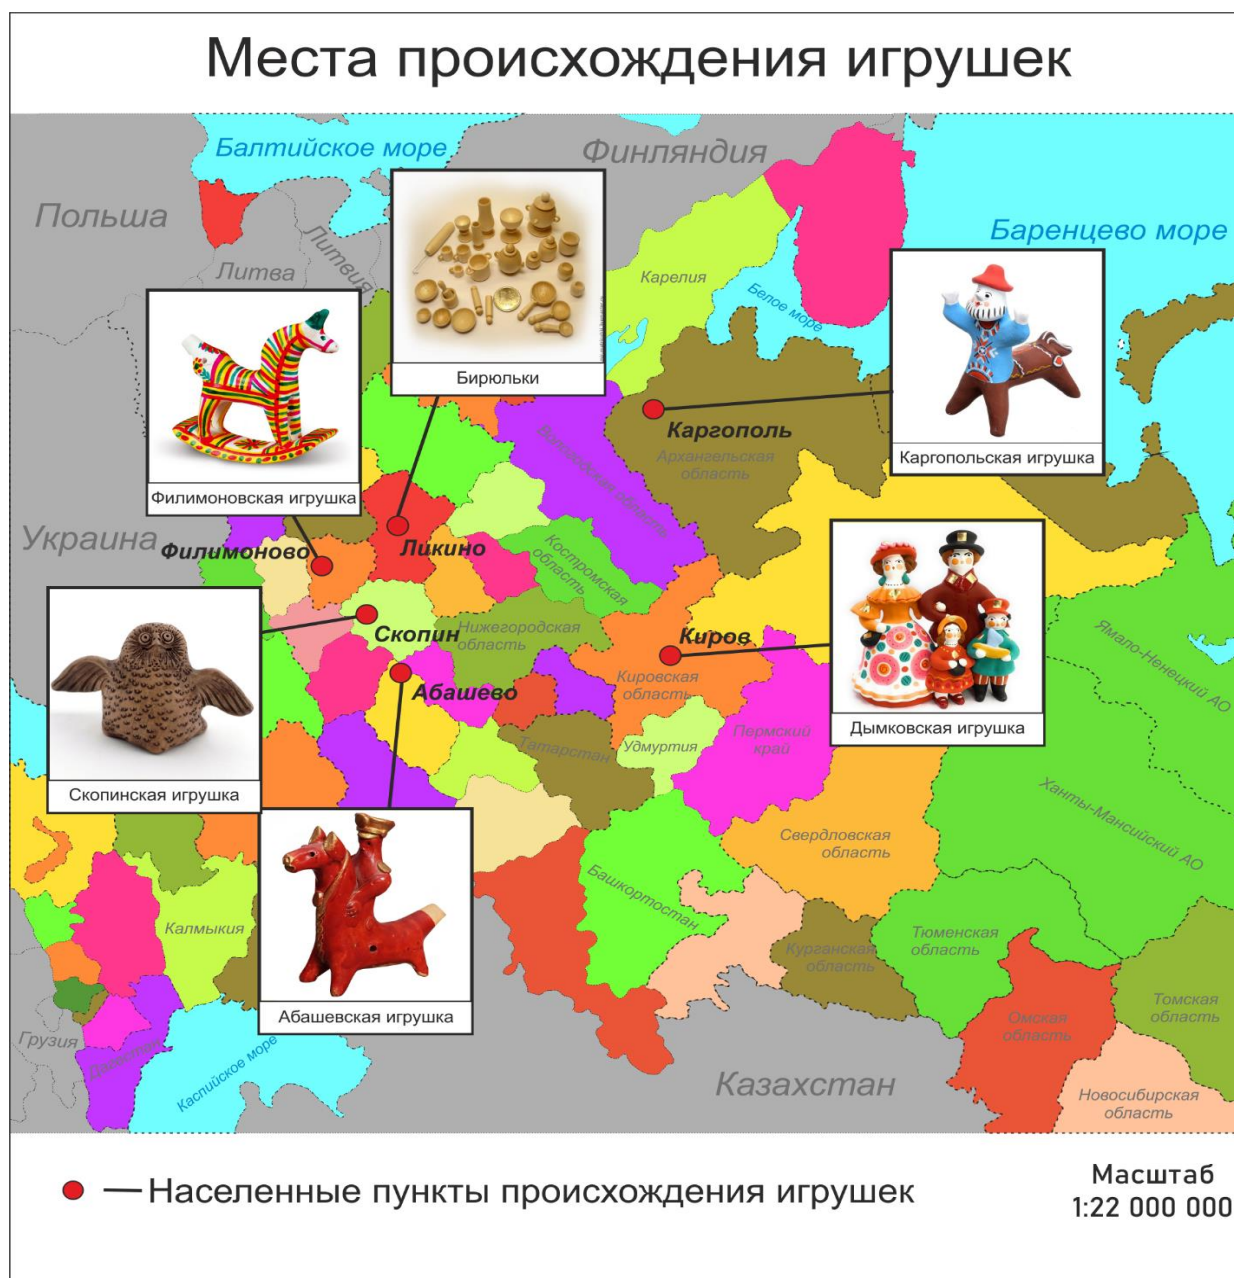 Места происхождения игрушек
Балтийское море
Финляндия
Польша
Литвия
Литва
Баренцево море
Карелия
Белое море
Бирюльки
Каргополь
Архангельская
область
Каргопольская игрушка
Вологодская область
Филимоновская игрушка
Украина
Филимоново
Ликино
Костромская
область
Скопин
Нижегородская
область
Киров
Кировская
область
Ямало-Ненецкий АО
Абашево
Дымковская игрушка
Татарстан
Удмуртия
Пермский
край
Скопинская игрушка
Ханты-Мансийский АО
Свердловская
область
Башкортостан
Калмыкия
Курганская
область
Тюменская
область
Абашевская игрушка
Томская
область
Омская
область
Грузия
Дагестан
Каспийское море
Казахстан
Новосибирская
область
— Населенные пункты происхождения игрушек
Масштаб
1:22 000 000